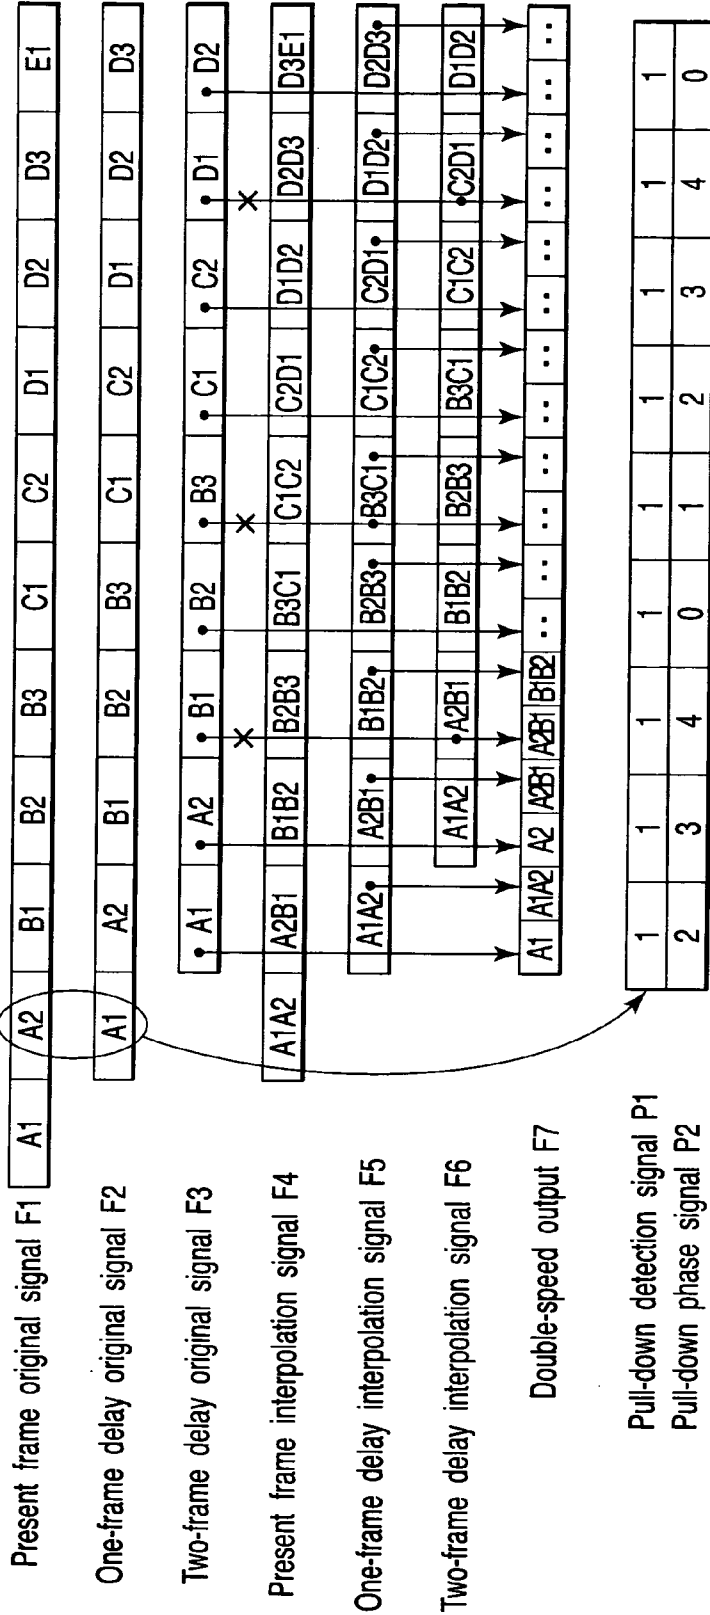 Present frame original signal F1 A1 A2 B1 B2 B3 C1 C2 D1 D2 D3 E1
One-frame delay original signal F2 A1 A2 B1 B2 B3 C1 C2 D1 D2 D3
Two-frame delay original signal F3 A1 A2 B1 B2 B3 C1 C2 D1 D2
Present frame interpolation signal F4 A1A2 A2B1 B1B2 B2B3 B3C1 C1C2 C2D1 D1D2 D2D3 D3E1
One-frame delay interpolation signal F5 A1A2 A2B1 B1B2 B2B3 B3C1 C1C2 C2D1 D1D2 D2D3
Two-frame delay interpolation signal F6 A1A2 A2B1 B1B2 B2B3 B3C1 C1C2 C2D1 D1D2
Double-speed output F7 A1 A1A2 A2 A2B1 A2B1 B1B2 .. .. .. .. .. .. .. .. .. .. .. ..
Pull-down detection signal P1 1 1 1 1 1 1 1 1 1
Pull-down phase signal P2 2 3 4 0 1 2 3 4 0